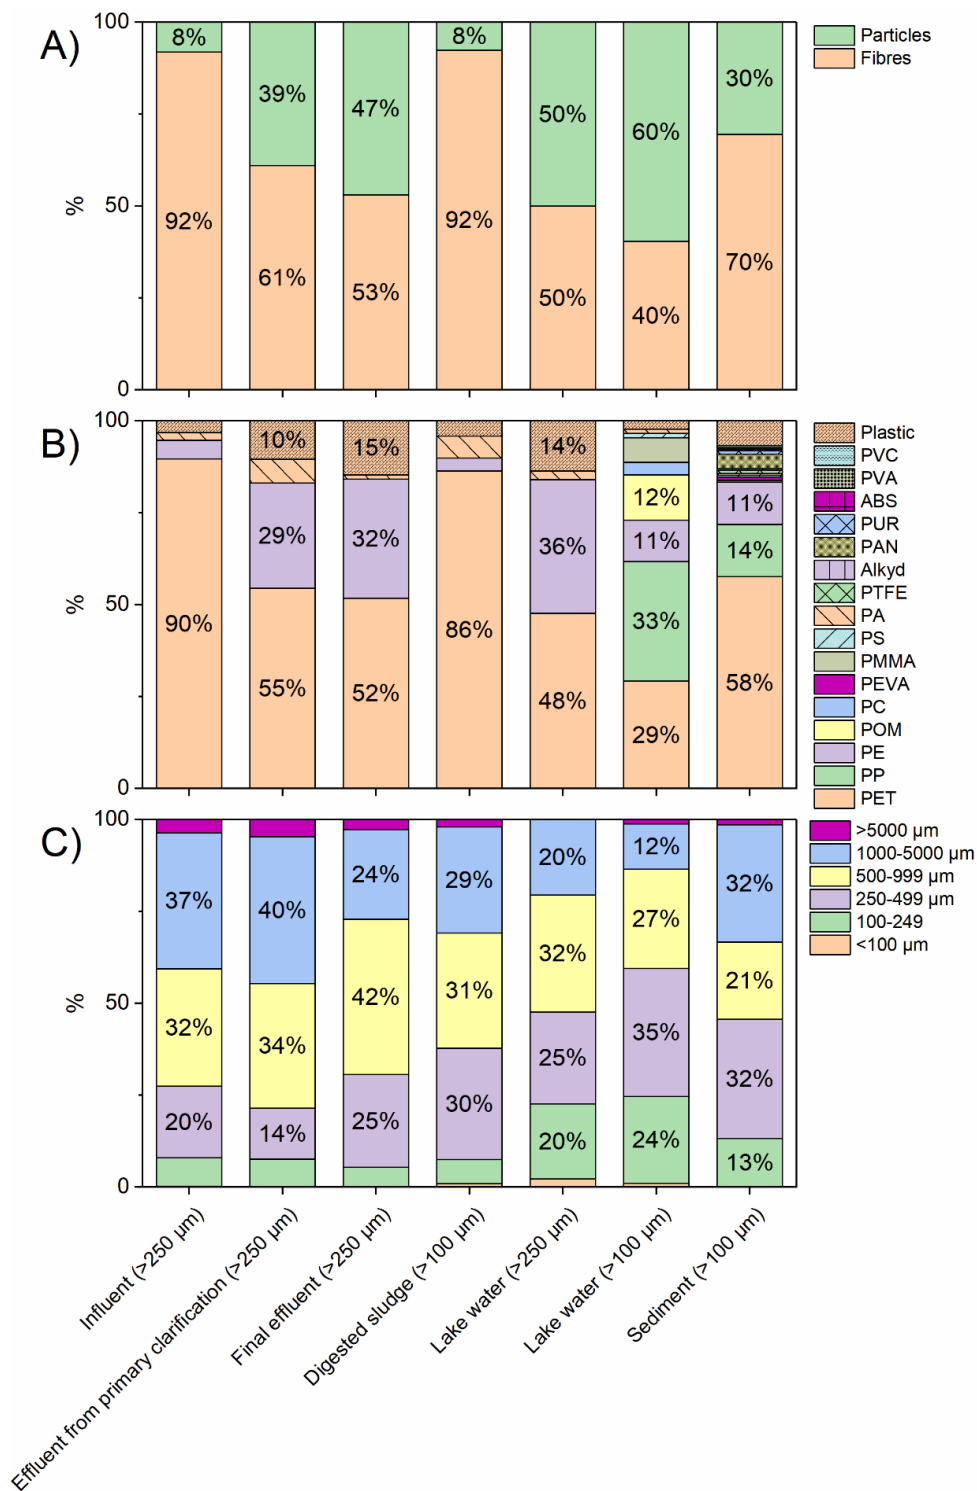 A)
100
8%
8%
39%
47%
50%
60%
30%
92%
61%
53%
92%
50%
40%
70%
50
%
0
Particles
Fibres
B)
100
10%
15%
14%
29%
32%
36%
12%
11%
11%
33%
14%
90%
55%
52%
86%
48%
29%
58%
50
0
Plastic
PVC
PVA
ABS
PUR
PAN
Alkyd
PTFE
PA
PS
PMMA
PEVA
PC
POM
PE
PP
PET
C)
100
37%
40%
24%
29%
20%
12%
32%
32%
34%
42%
31%
32%
27%
21%
20%
14%
25%
30%
25%
35%
32%
20%
24%
13%
50
%
0
>5000 µm
1000-5000 µm
500-999 µm
250-499 µm
100-249
<100 µm
Influent (>250 µm)
Effluent from primary clarification (>250 µm)
Final effluent (>250 µm)
Digested sludge (>100 µm)
Lake water (>250 µm)
Lake water (>100 µm)
Sediment (>100 µm)